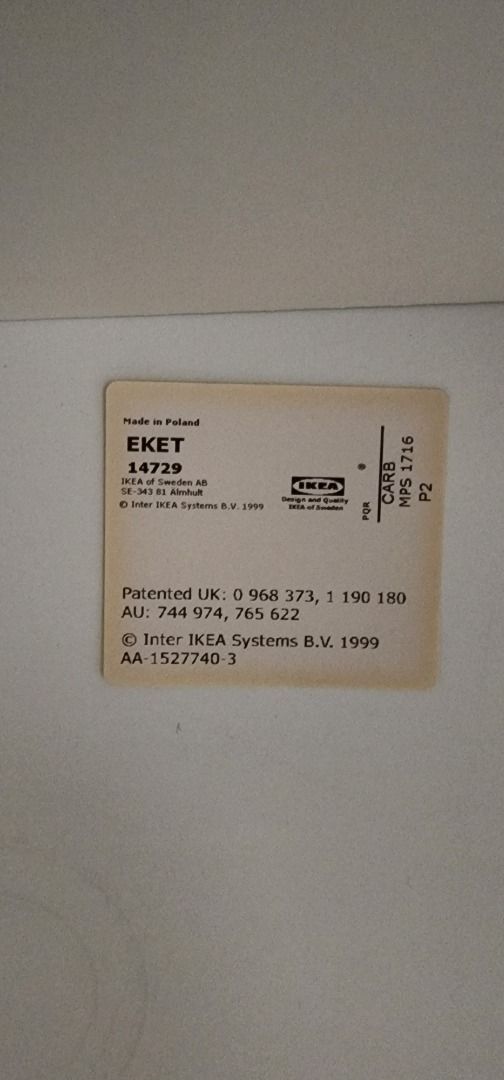 Made in Poland
EKET
14729
IKEA of Sweden AB
SE-343 81 Älmhult
© Inter IKEA Systems B.V. 1999
IKEA
®
Design and Quality
IKEA of Sweden
PQR
CARB
MPS 1716
P2
Patented UK: 0 968 373, 1 190 180
AU: 744 974, 765 622
© Inter IKEA Systems B.V. 1999
AA-1527740-3